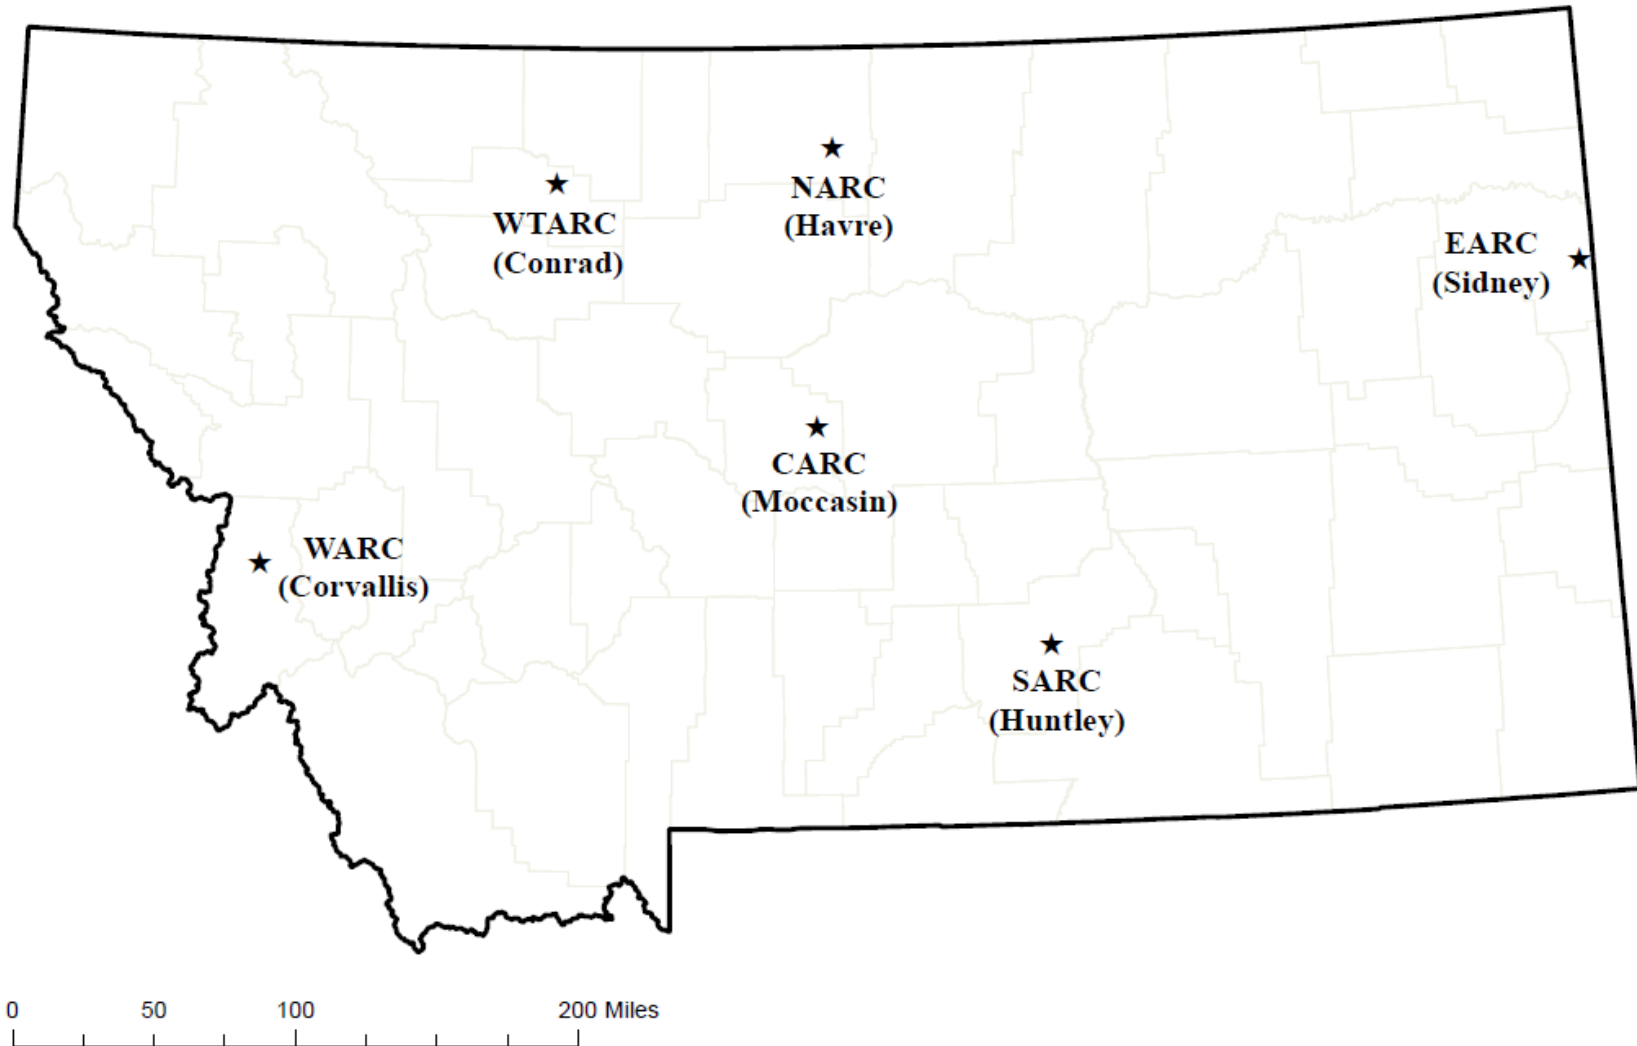 NARC
(Havre)
WTARC
(Conrad)
EARC
(Sidney)
CARC
(Moccasin)
WARC
(Corvallis)
SARC
(Huntley)
0 50 100 200 Miles